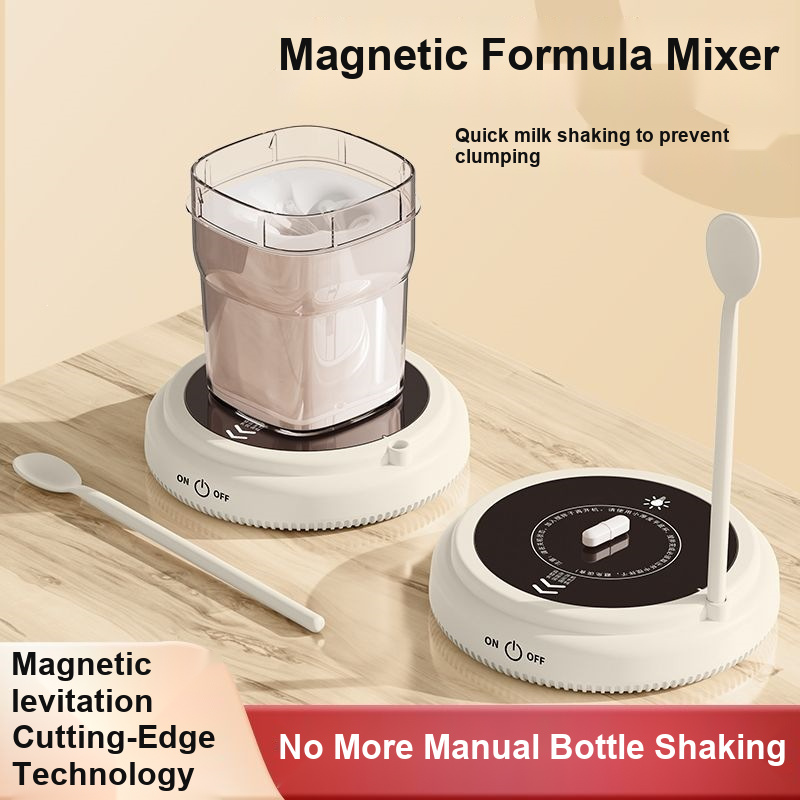 Magnetic Formula Mixer
Quick milk shaking to prevent
clumping
ON OFF
ON OFF
Magnetic
levitation
Cutting-Edge
Technology
No More Manual Bottle Shaking